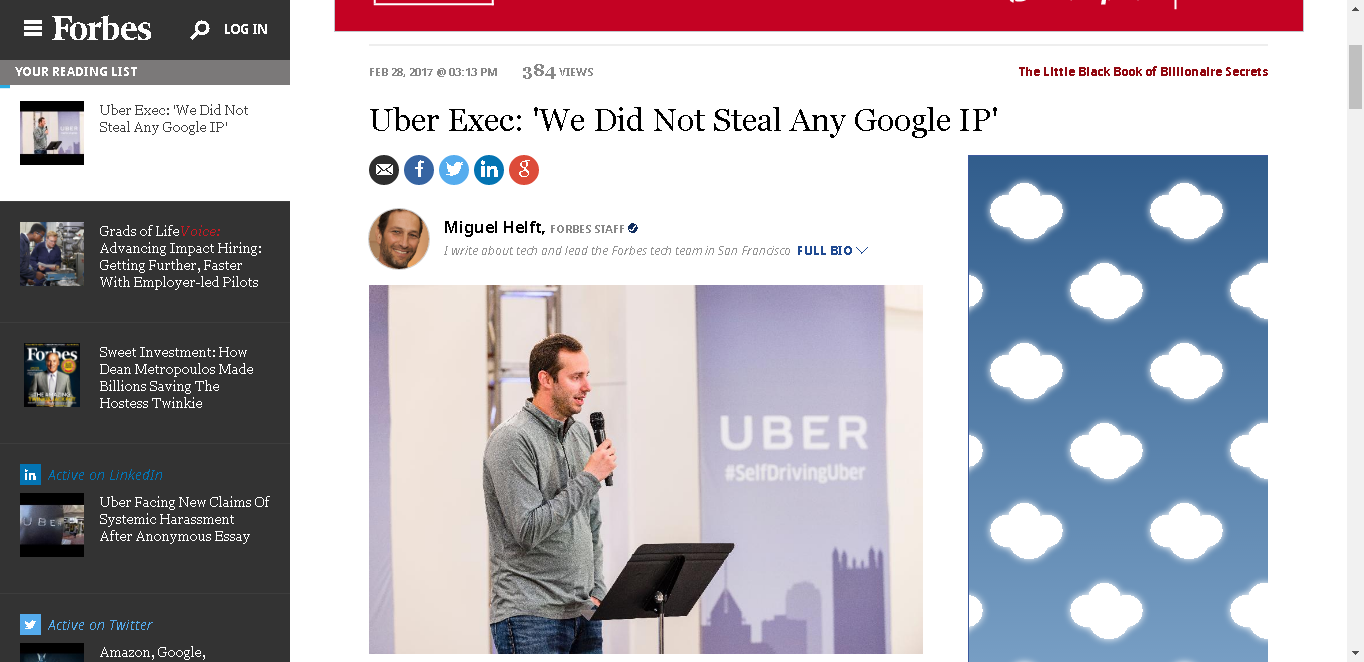 Forbes
LOG IN
YOUR READING LIST
Uber Exec: 'We Did Not
Steal Any Google IP'
Grads of LifeVoice:
Advancing Impact Hiring:
Getting Further, Faster
With Employer-led Pilots
Forbes
Sweet Investment: How
Dean Metropoulos Made
Billions Saving The
Hostess Twinkie
in Active on LinkedIn
UBER
Uber Facing New Claims Of
Systemic Harassment
After Anonymous Essay
Active on Twitter
Amazon, Google,
FEB 28, 2017 @ 03:13 PM 384 VIEWS
The Little Black Book of Billionaire Secrets
Uber Exec: 'We Did Not Steal Any Google IP'
f in g
Miguel Helft, FORBES STAFF
I write about tech and lead the Forbes tech team in San Francisco FULL BIO
UBER
#SelfDrivingUber